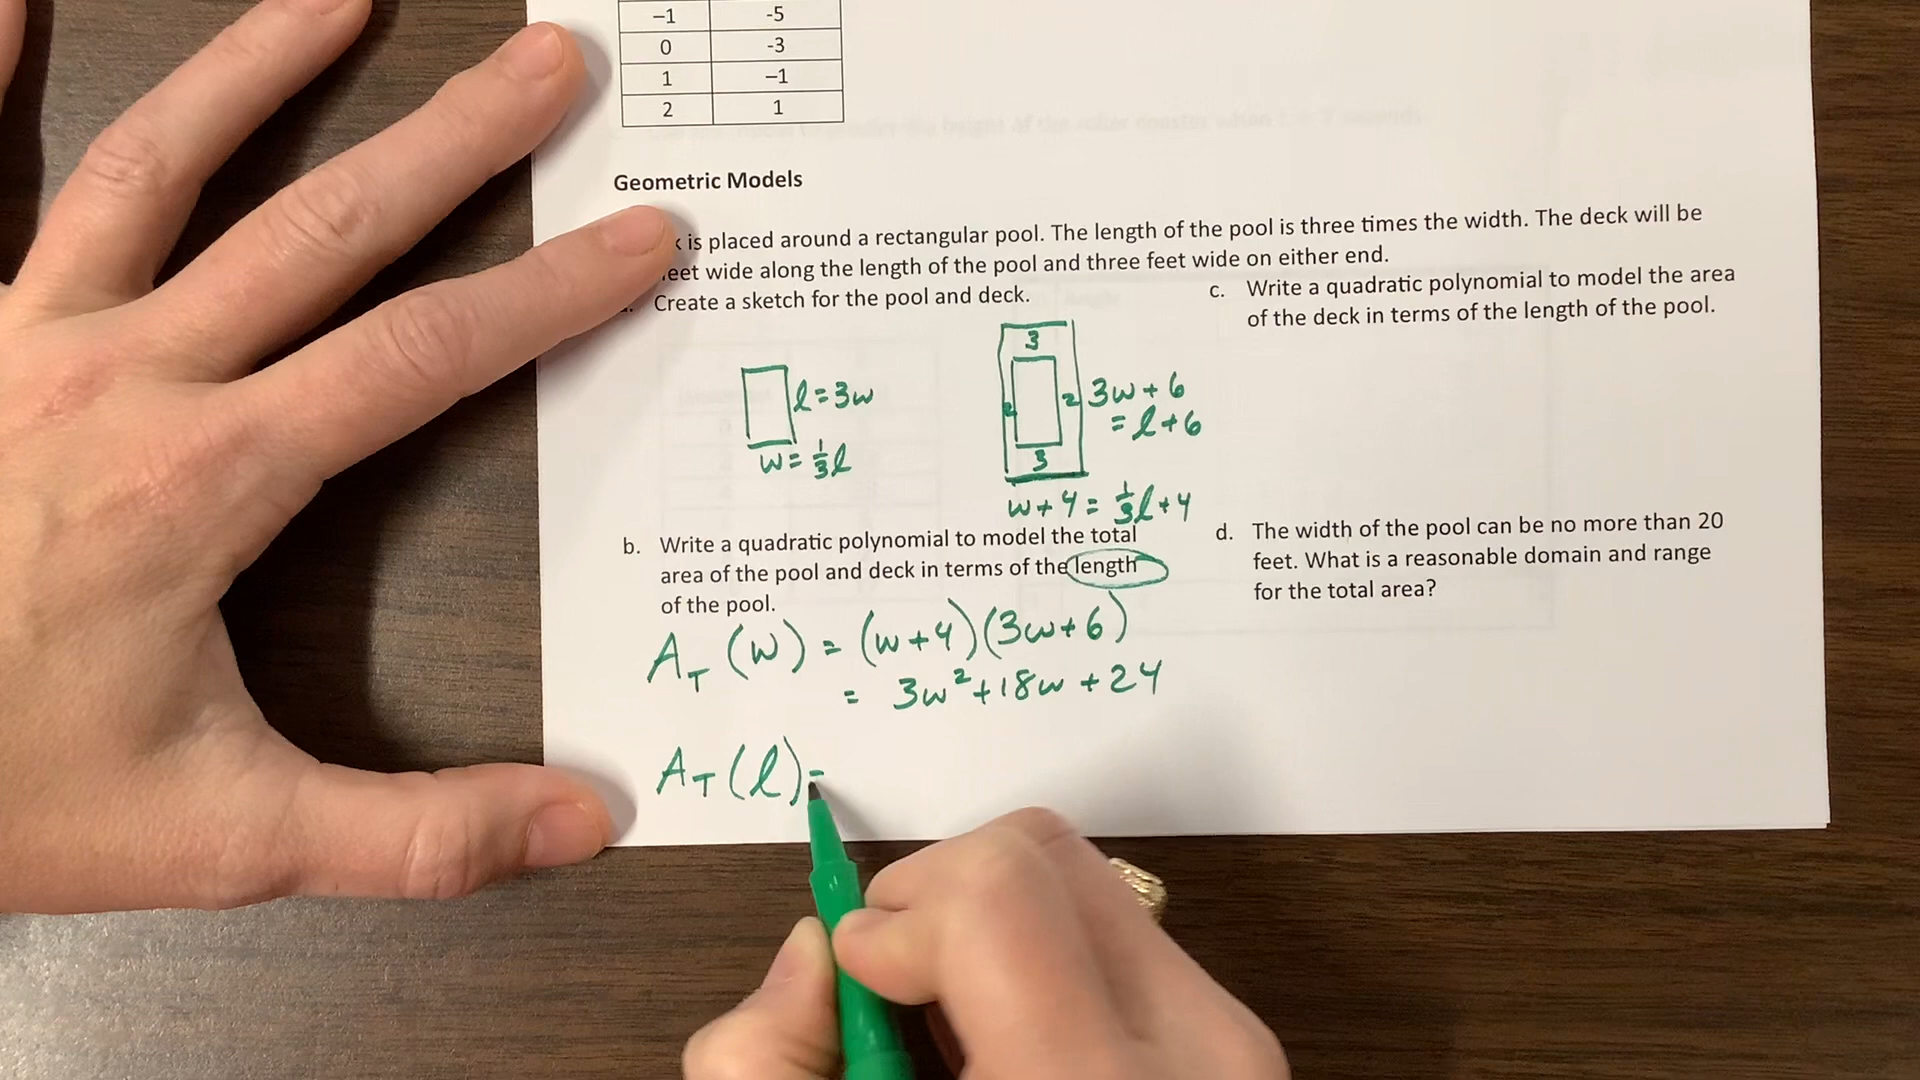 −1 -5
0 -3
1 −1
2 1
Geometric Models
is placed around a rectangular pool. The length of the pool is three times the width. The deck will be
eet wide along the length of the pool and three feet wide on either end.
Create a sketch for the pool and deck.
l = 3w
w = 1/3 l
3
2 2
3
3w + 6
= l + 6
w + 4 = 1/3 l + 4
b. Write a quadratic polynomial to model the total
area of the pool and deck in terms of the length
of the pool.
A_T (w) = (w+4)(3w+6)
= 3w² + 18w + 24
A_T (l) =
c. Write a quadratic polynomial to model the area
of the deck in terms of the length of the pool.
d. The width of the pool can be no more than 20
feet. What is a reasonable domain and range
for the total area?